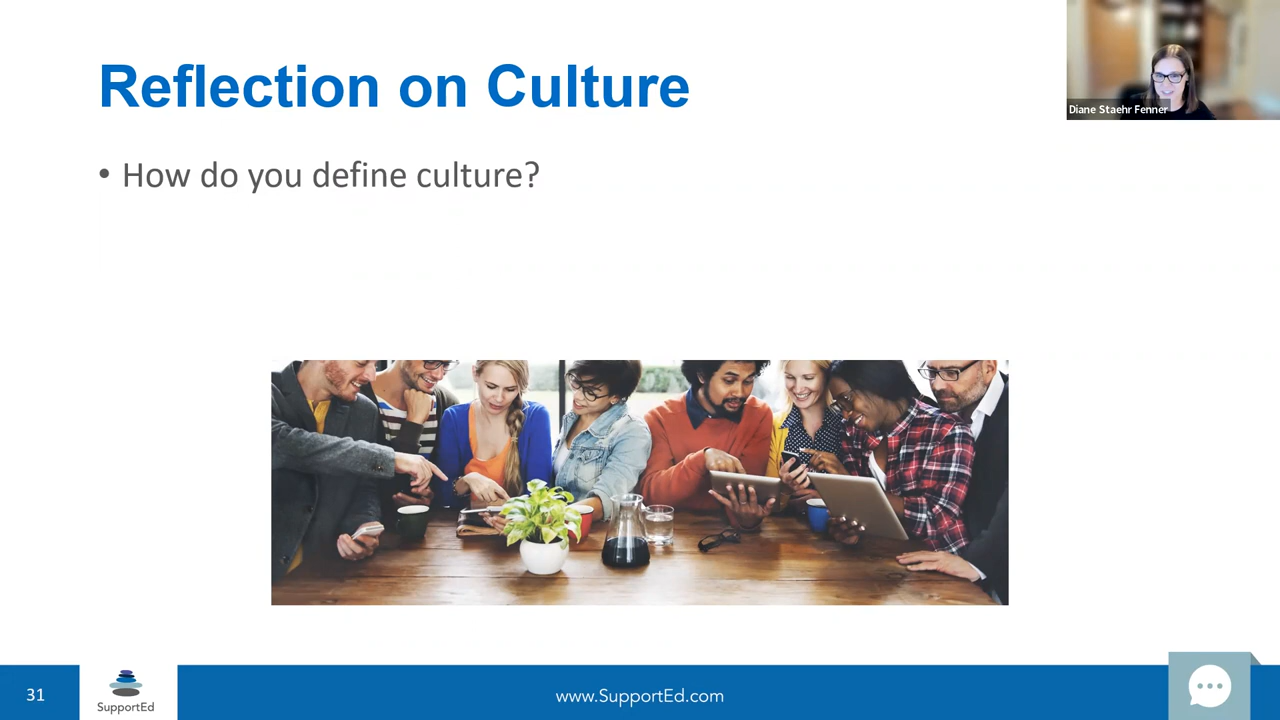 Reflection on Culture
Diane Staehr Fenner
• How do you define culture?
31
SupportEd
www.SupportEd.com